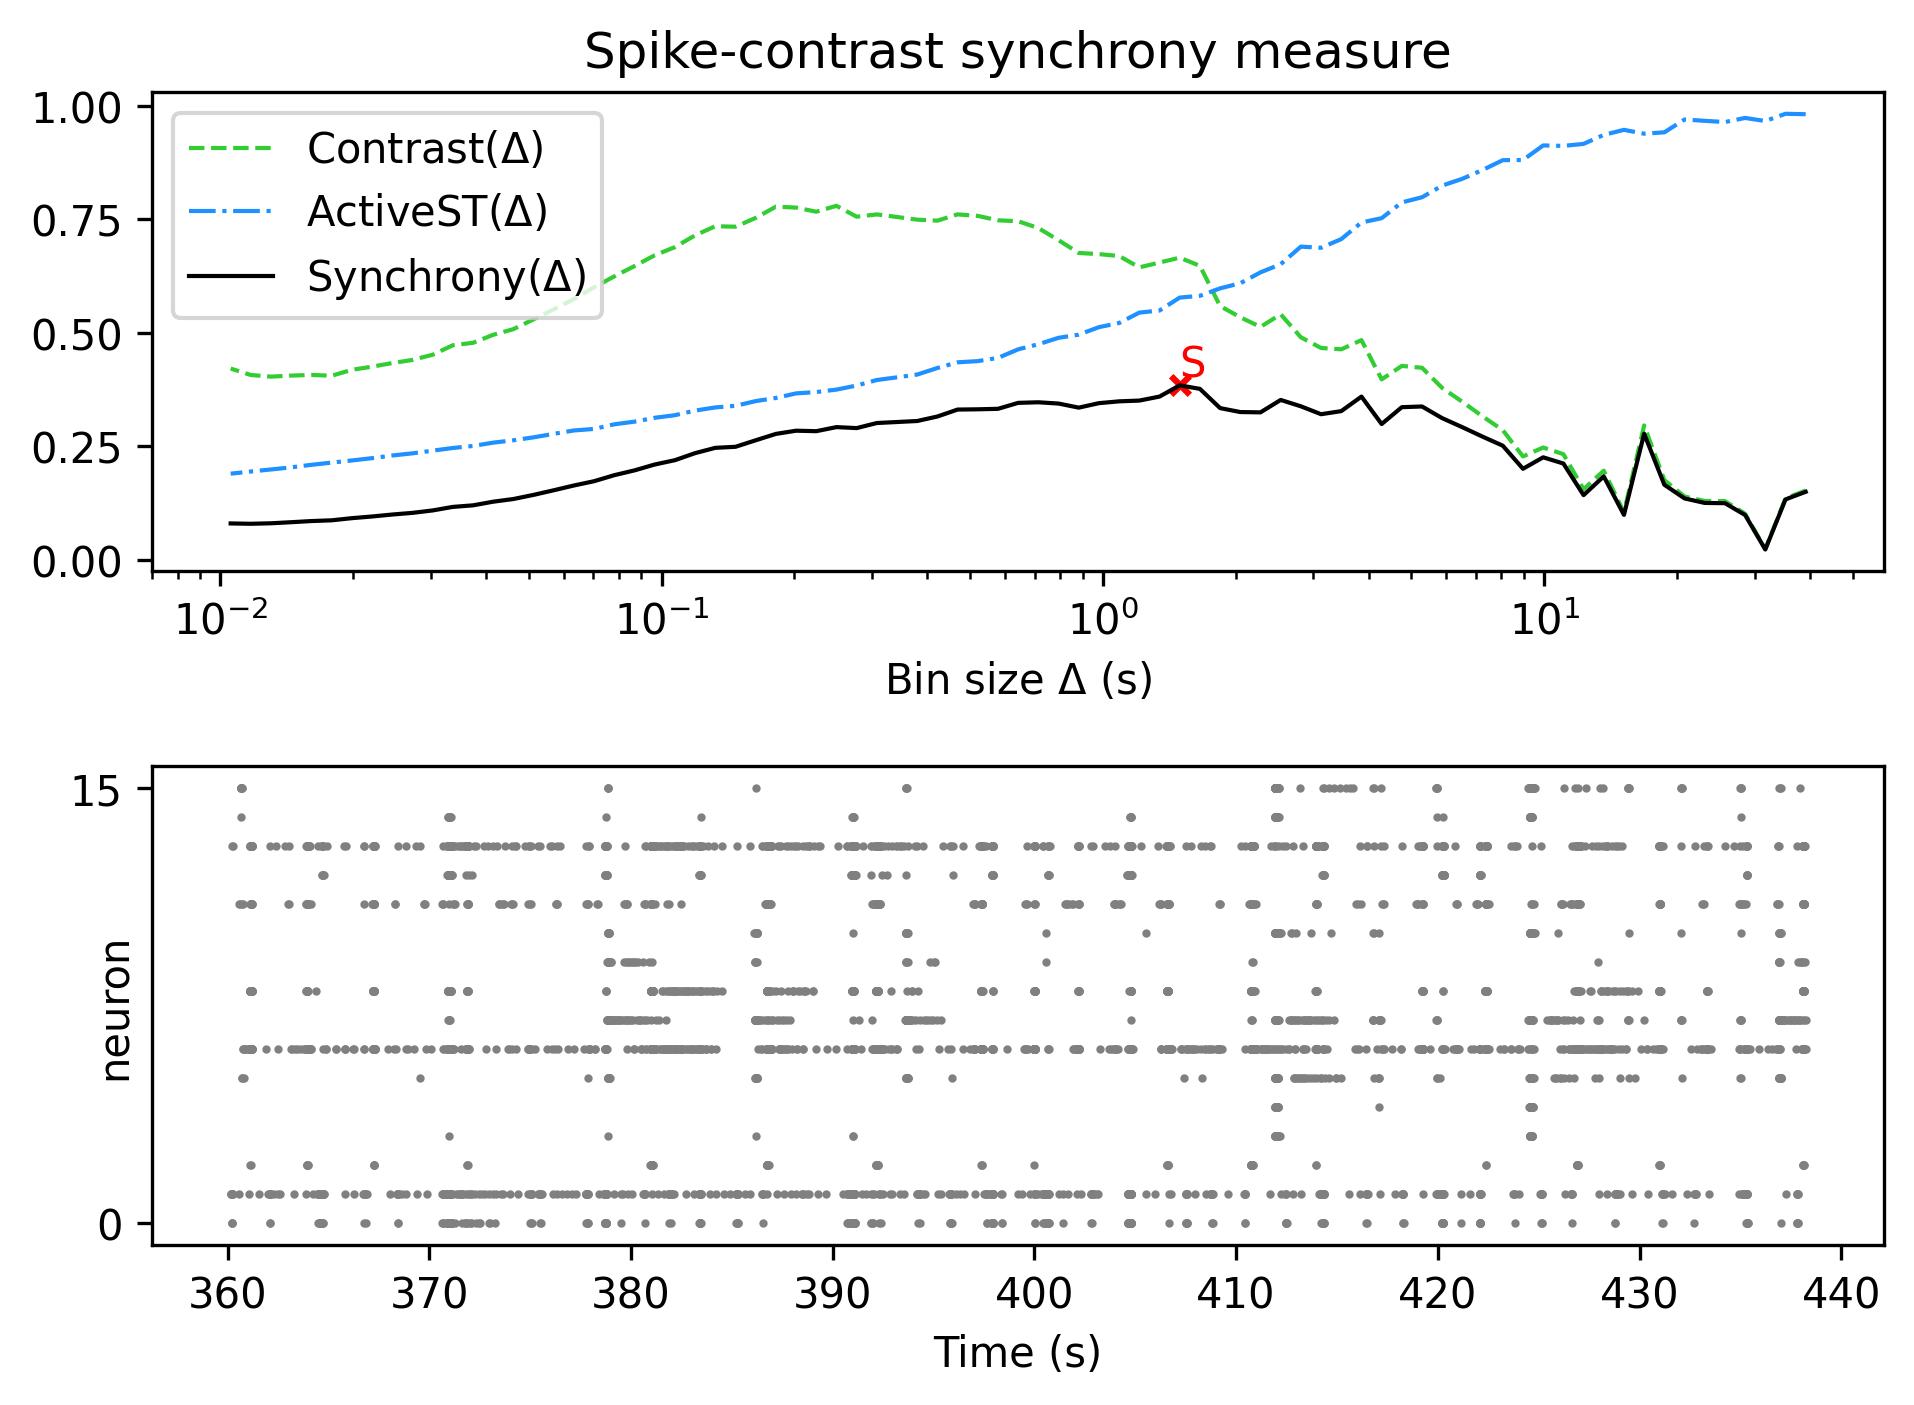 Spike-contrast synchrony measure
1.00
0.75
0.50
0.25
0.00
Contrast(Δ)
ActiveST(Δ)
Synchrony(Δ)
S
10⁻² 10⁻¹ 10⁰ 10¹
Bin size Δ (s)
15
0
neuron
360 370 380 390 400 410 420 430 440
Time (s)